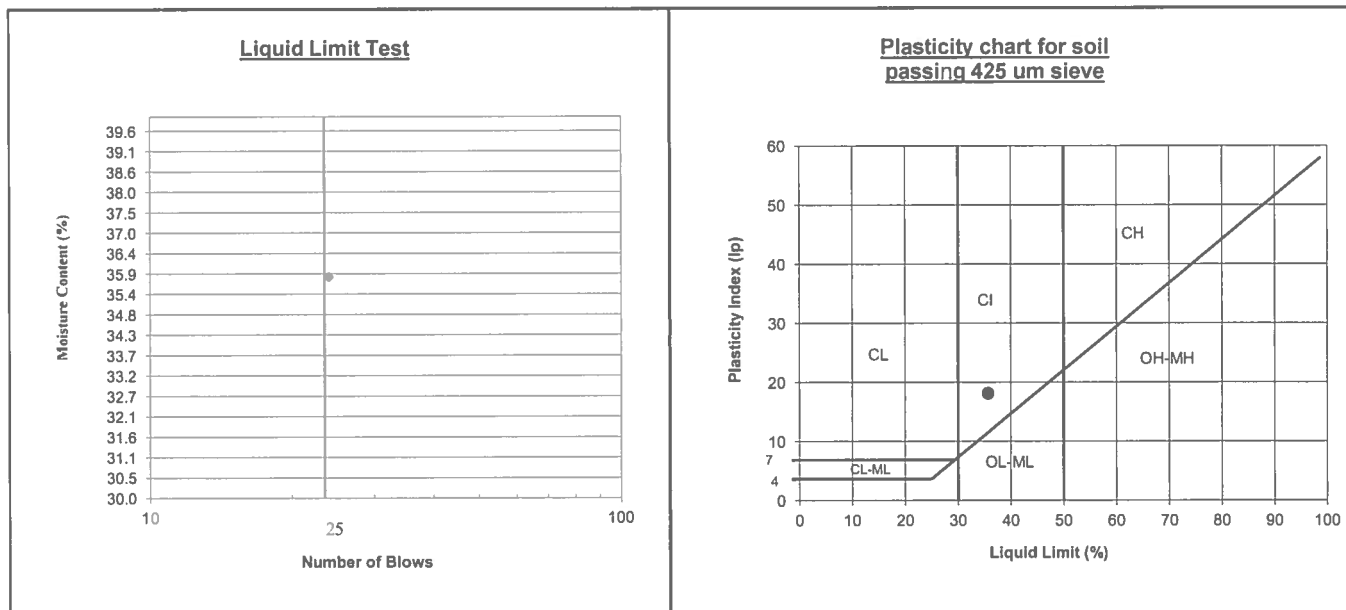 Liquid Limit Test
Moisture Content (%)
39.6
39.1
38.6
38.0
37.5
37.0
36.4
35.9
35.4
34.8
34.3
33.7
33.2
32.7
32.1
31.6
31.1
30.5
30.0
10
25
100
Number of Blows
Plasticity chart for soil
passing 425 um sieve
Plasticity Index (Ip)
60
50
40
30
20
10
7
4
0
CH
CI
CL
OH-MH
CL-ML
OL-ML
0 10 20 30 40 50 60 70 80 90 100
Liquid Limit (%)